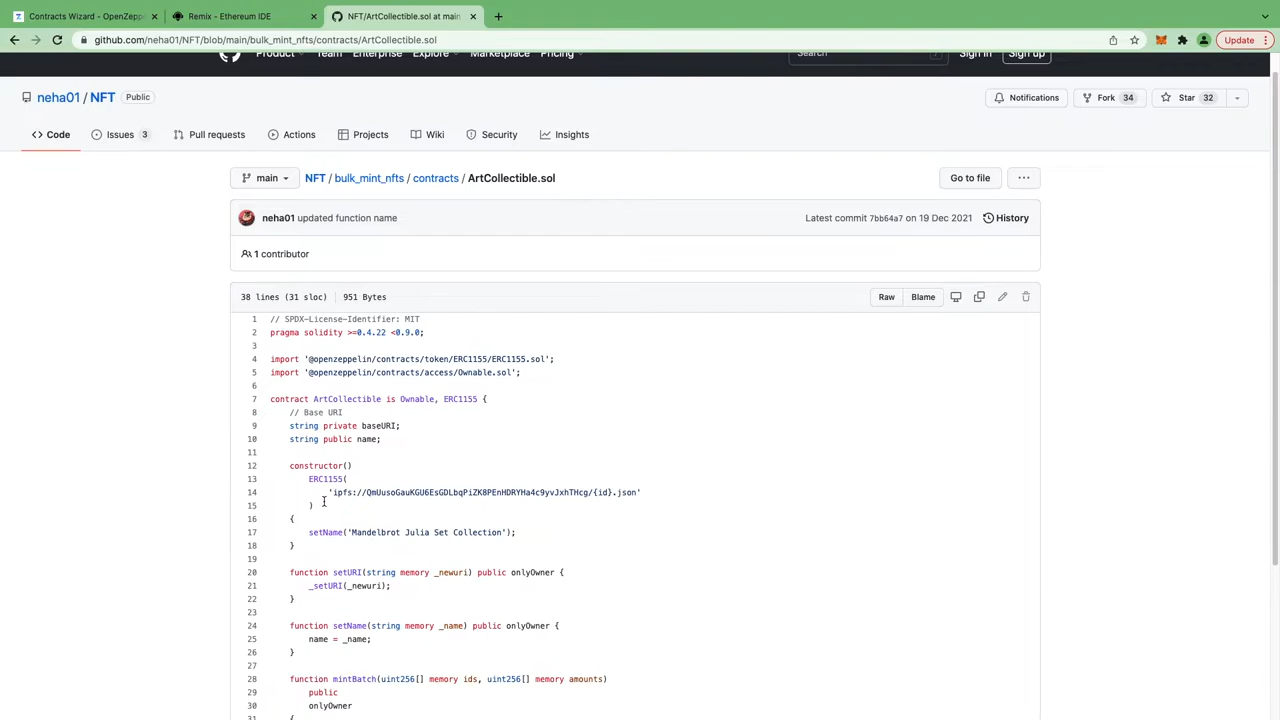 Contracts Wizard - OpenZepp
Remix - Ethereum IDE
NFT/ArtCollectible.sol at main
github.com/neha01/NFT/blob/main/bulk_mint_nfts/contracts/ArtCollectible.sol
Update
Product Team Enterprise Explore Marketplace Pricing
Search
Sign in Sign up
neha01 / NFT Public
Notifications Fork 34 Star 32
Code Issues 3 Pull requests Actions Projects Wiki Security Insights
main NFT / bulk_mint_nfts / contracts / ArtCollectible.sol Go to file
neha01 updated function name Latest commit 7bb64a7 on 19 Dec 2021 History
1 contributor
38 lines (31 sloc) 951 Bytes Raw Blame
1 // SPDX-License-Identifier: MIT
2 pragma solidity >=0.4.22 <0.9.0;
3
4 import '@openzeppelin/contracts/token/ERC1155/ERC1155.sol';
5 import '@openzeppelin/contracts/access/Ownable.sol';
6
7 contract ArtCollectible is Ownable, ERC1155 {
8 // Base URI
9 string private baseURI;
10 string public name;
11
12 constructor()
13 ERC1155(
14 'ipfs://QmUusoGauKGU6EsGDLbqPiZK8PEnHDRYHa4c9yvJxhTHcg/{id}.json'
15 )
16 {
17 setName('Mandelbrot Julia Set Collection');
18 }
19
20 function setURI(string memory _newuri) public onlyOwner {
21 _setURI(_newuri);
22 }
23
24 function setName(string memory _name) public onlyOwner {
25 name = _name;
26 }
27
28 function mintBatch(uint256[] memory ids, uint256[] memory amounts)
29 public
30 onlyOwner
31 {